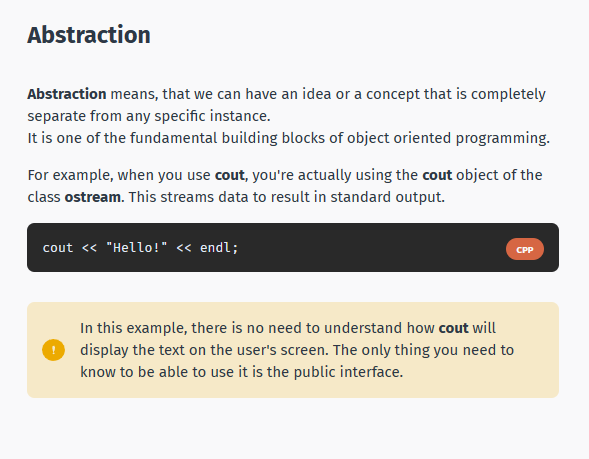 Abstraction
Abstraction means, that we can have an idea or a concept that is completely
separate from any specific instance.
It is one of the fundamental building blocks of object oriented programming.
For example, when you use cout, you're actually using the cout object of the
class ostream. This streams data to result in standard output.
cout << "Hello!" << endl;
CPP
!
In this example, there is no need to understand how cout will
display the text on the user's screen. The only thing you need to
know to be able to use it is the public interface.